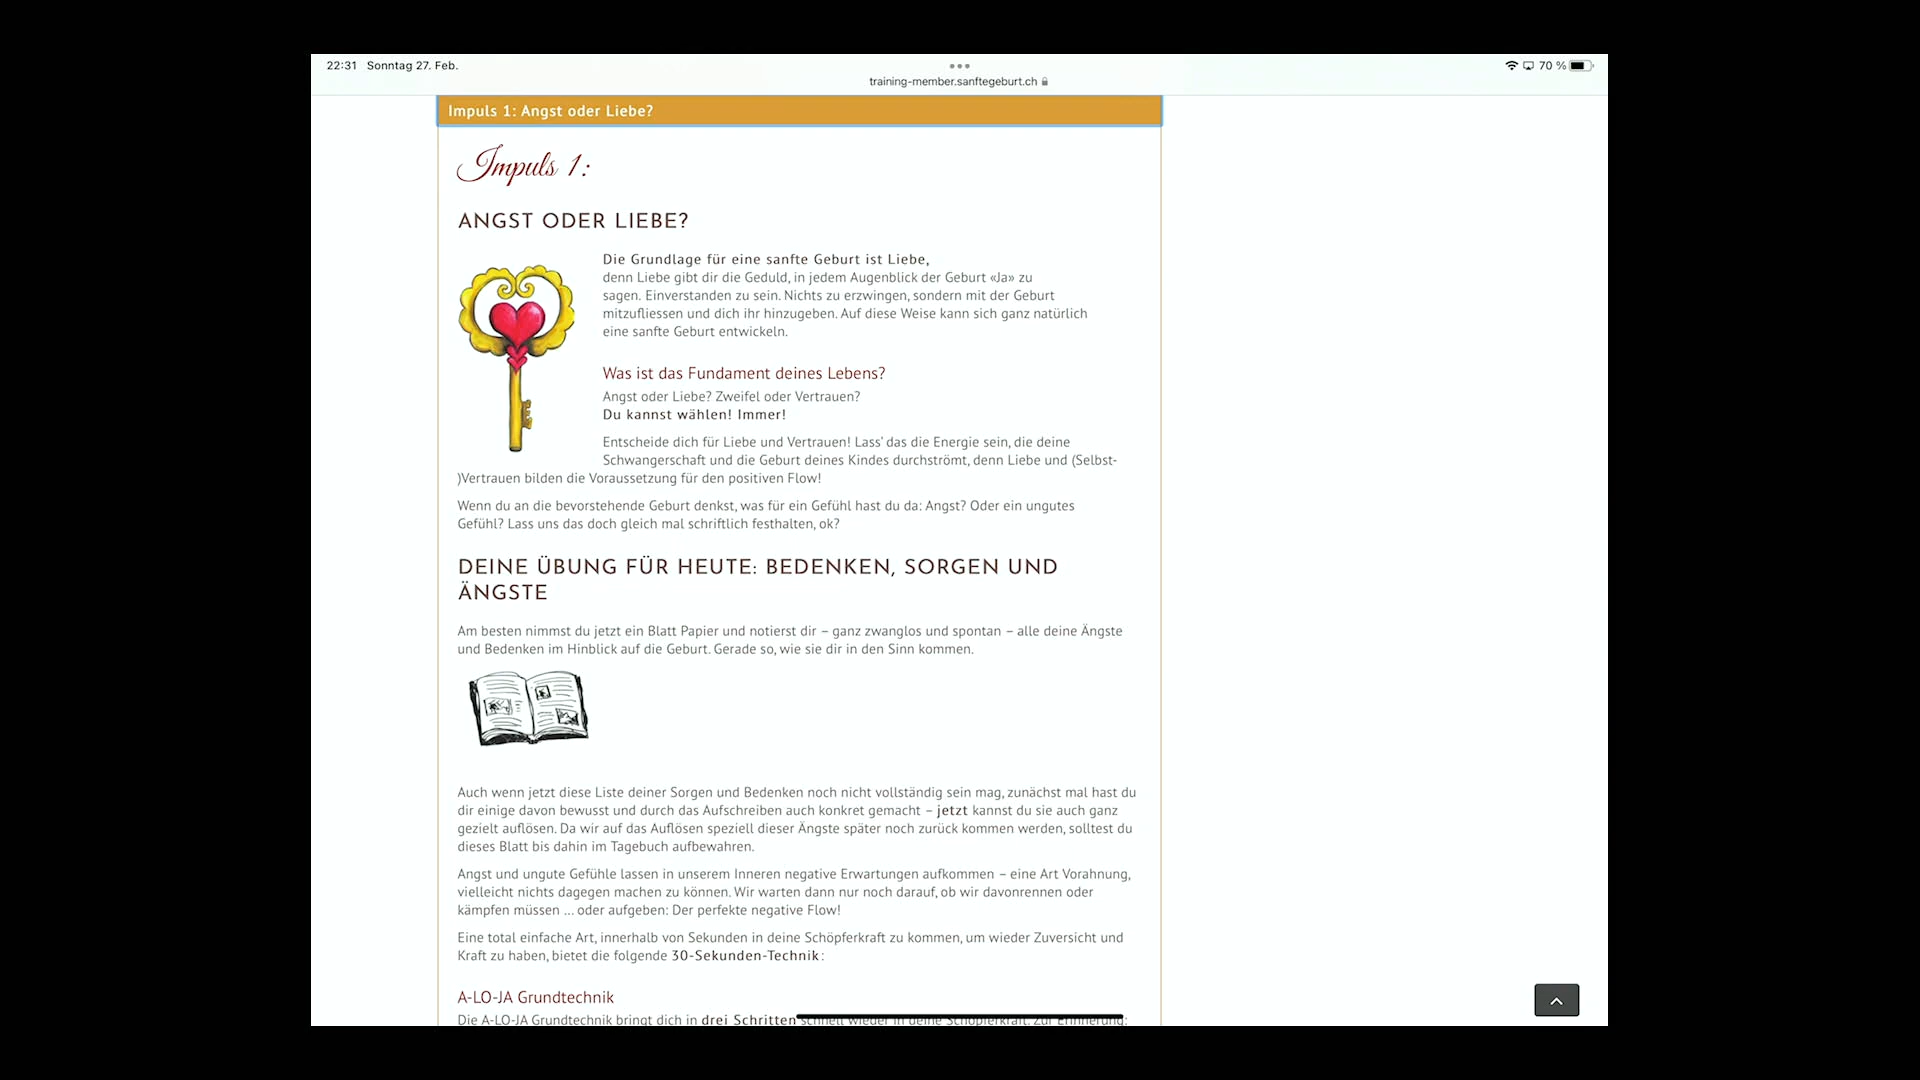 22:31 Sonntag 27. Feb.
training-member.sanftegeburt.ch
70 %
Impuls 1: Angst oder Liebe?
Impuls 1:
ANGST ODER LIEBE?
Die Grundlage für eine sanfte Geburt ist Liebe,
denn Liebe gibt dir die Geduld, in jedem Augenblick der Geburt «Ja» zu
sagen. Einverstanden zu sein. Nichts zu erzwingen, sondern mit der Geburt
mitzufliessen und dich ihr hinzugeben. Auf diese Weise kann sich ganz natürlich
eine sanfte Geburt entwickeln.
Was ist das Fundament deines Lebens?
Angst oder Liebe? Zweifel oder Vertrauen?
Du kannst wählen! Immer!
Entscheide dich für Liebe und Vertrauen! Lass' das die Energie sein, die deine
Schwangerschaft und die Geburt deines Kindes durchströmt, denn Liebe und (Selbst-
)Vertrauen bilden die Voraussetzung für den positiven Flow!
Wenn du an die bevorstehende Geburt denkst, was für ein Gefühl hast du da: Angst? Oder ein ungutes
Gefühl? Lass uns das doch gleich mal schriftlich festhalten, ok?
DEINE ÜBUNG FÜR HEUTE: BEDENKEN, SORGEN UND
ÄNGSTE
Am besten nimmst du jetzt ein Blatt Papier und notierst dir – ganz zwanglos und spontan – alle deine Ängste
und Bedenken im Hinblick auf die Geburt. Gerade so, wie sie dir in den Sinn kommen.
Auch wenn jetzt diese Liste deiner Sorgen und Bedenken noch nicht vollständig sein mag, zunächst mal hast du
dir einige davon bewusst und durch das Aufschreiben auch konkret gemacht – jetzt kannst du sie auch ganz
gezielt auflösen. Da wir auf das Auflösen speziell dieser Ängste später noch zurück kommen werden, solltest du
dieses Blatt bis dahin im Tagebuch aufbewahren.
Angst und ungute Gefühle lassen in unserem Inneren negative Erwartungen aufkommen – eine Art Vorahnung,
vielleicht nichts dagegen machen zu können. Wir warten dann nur noch darauf, ob wir davonrennen oder
kämpfen müssen ... oder aufgeben: Der perfekte negative Flow!
Eine total einfache Art, innerhalb von Sekunden in deine Schöpferkraft zu kommen, um wieder Zuversicht und
Kraft zu haben, bietet die folgende 30-Sekunden-Technik:
A-LO-JA Grundtechnik
Die A-LO-JA Grundtechnik bringt dich in drei Schritten schnell wieder in deine Schöpferkraft. Zur Erinnerung: